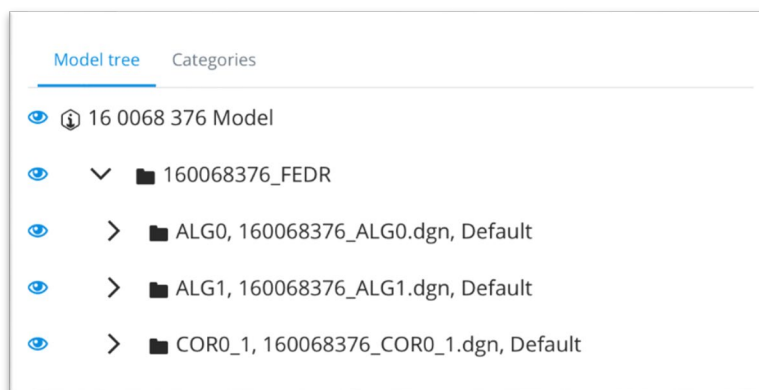 Model tree Categories
16 0068 376 Model
160068376_FEDR
ALG0, 160068376_ALG0.dgn, Default
ALG1, 160068376_ALG1.dgn, Default
COR0_1, 160068376_COR0_1.dgn, Default